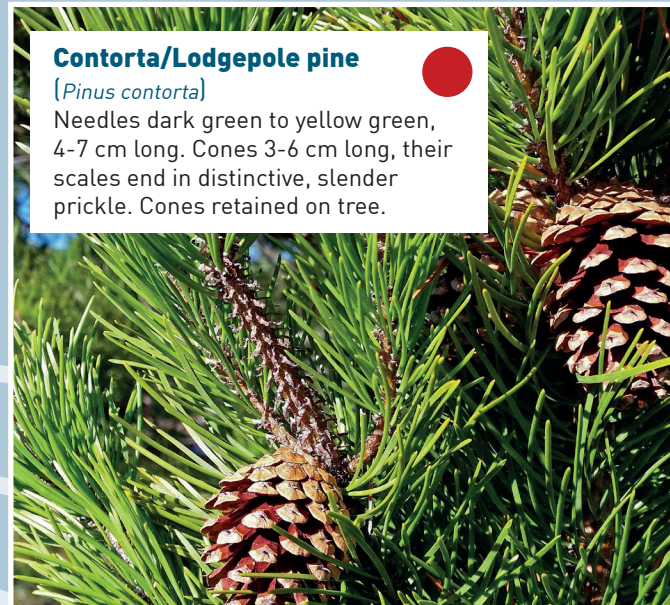 Contorta/Lodgepole pine
(Pinus contorta)
Needles dark green to yellow green,
4-7 cm long. Cones 3-6 cm long, their
scales end in distinctive, slender
prickle. Cones retained on tree.